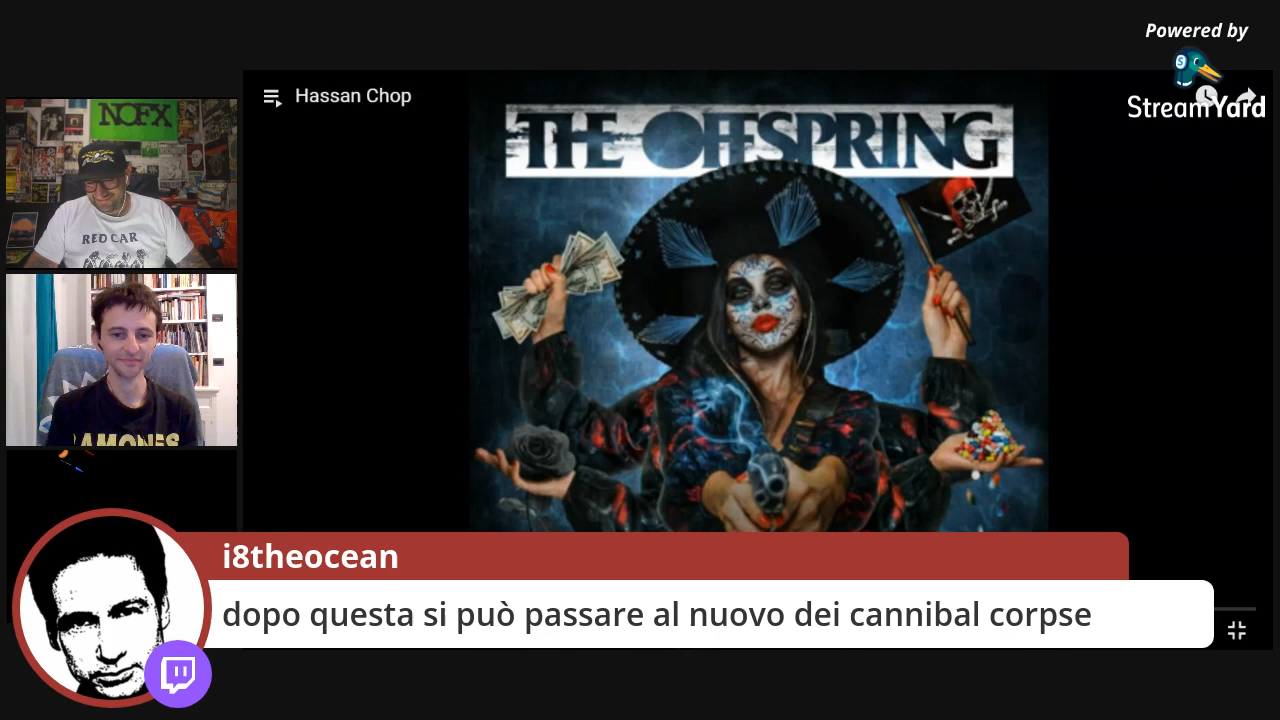 Powered by
StreamYard
Hassan Chop
THE OFFSPRING
NOFX
RED CAR
RAMONES
i8theocean
dopo questa si può passare al nuovo dei cannibal corpse